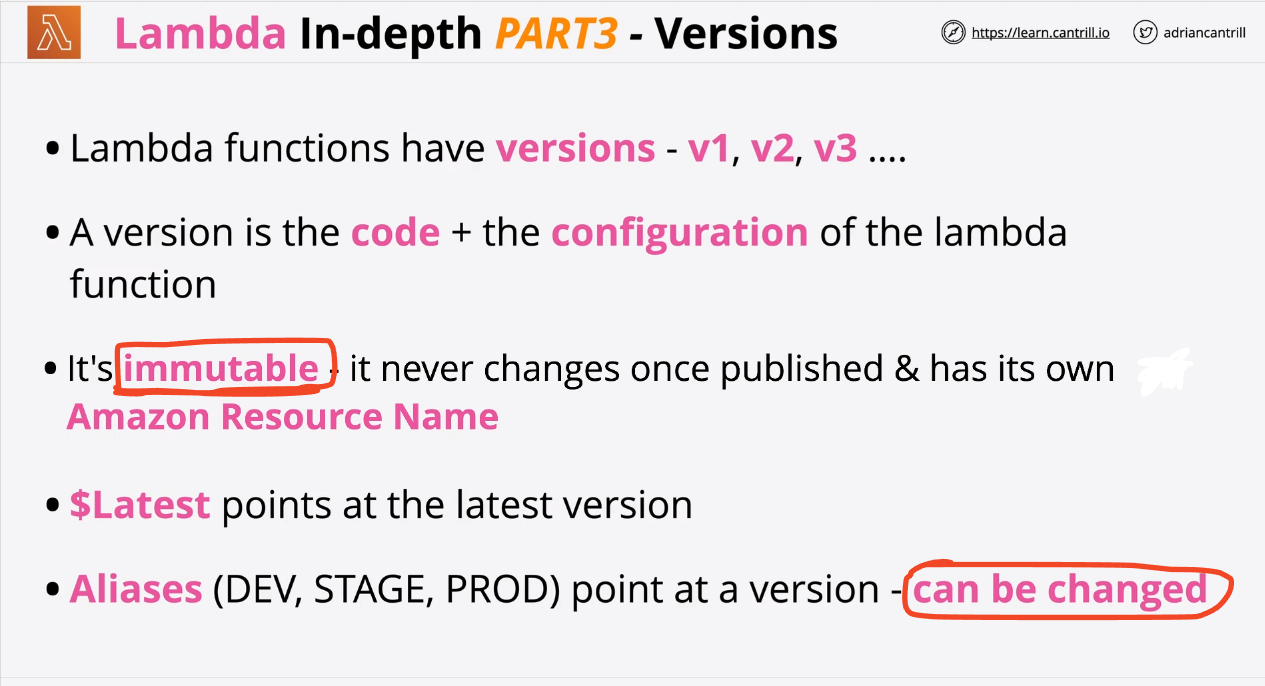 Lambda In-depth PART3 - Versions
https://learn.cantrill.io
adriancantrill
• Lambda functions have versions - v1, v2, v3 ....
• A version is the code + the configuration of the lambda
function
• It's immutable - it never changes once published & has its own
Amazon Resource Name
• $Latest points at the latest version
• Aliases (DEV, STAGE, PROD) point at a version - can be changed